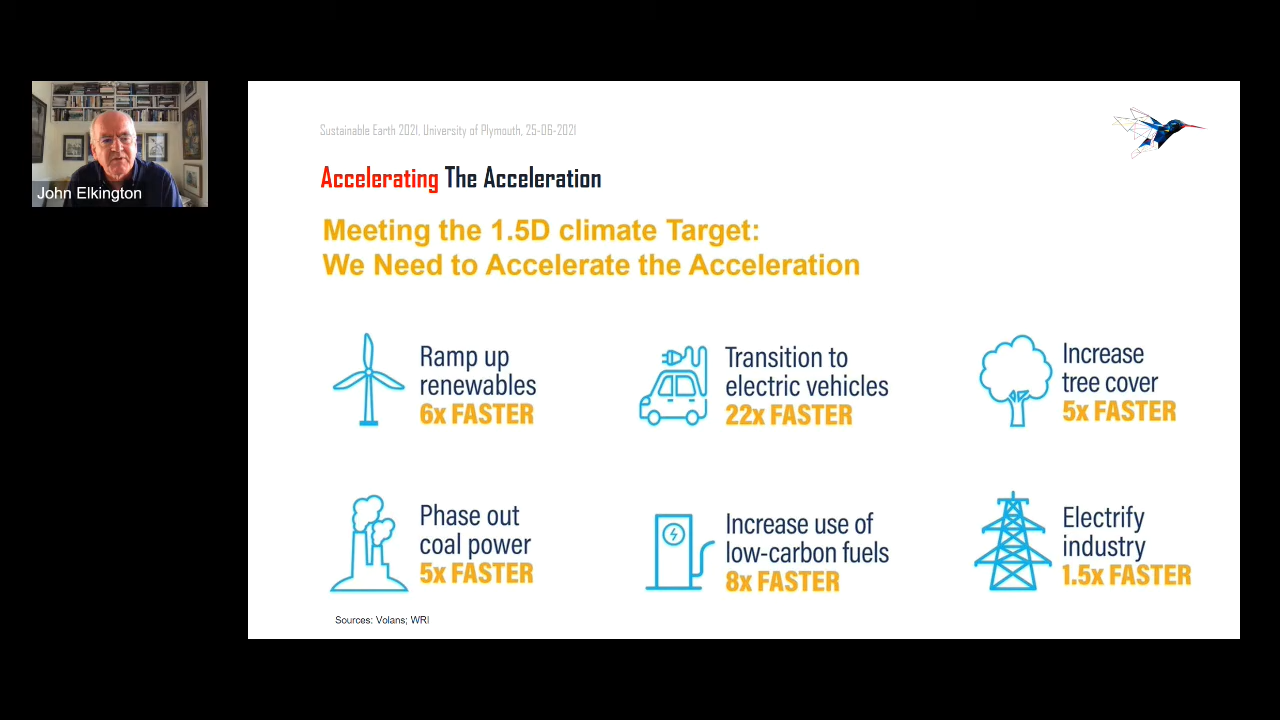 Sustainable Earth 2021, University of Plymouth, 25-06-2021
John Elkington
Accelerating The Acceleration
Meeting the 1.5D climate Target:
We Need to Accelerate the Acceleration
Ramp up
renewables
6x FASTER
Transition to
electric vehicles
22x FASTER
Increase
tree cover
5x FASTER
Phase out
coal power
5x FASTER
Increase use of
low-carbon fuels
8x FASTER
Electrify
industry
1.5x FASTER
Sources: Volans; WRI